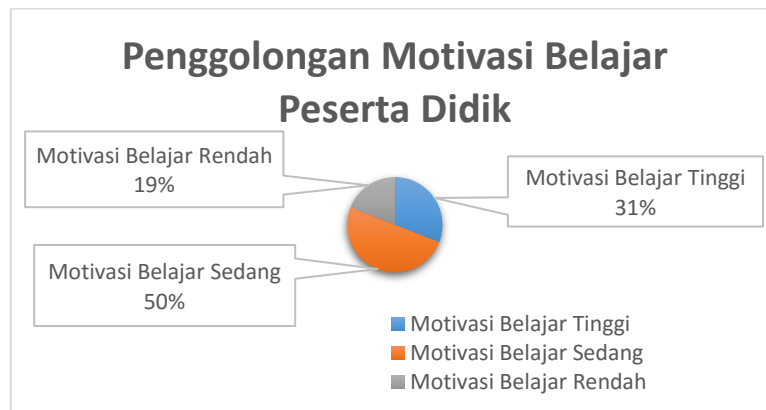 Penggolongan Motivasi Belajar
Peserta Didik
Motivasi Belajar Rendah
19%
Motivasi Belajar Tinggi
31%
Motivasi Belajar Sedang
50%
Motivasi Belajar Tinggi
Motivasi Belajar Sedang
Motivasi Belajar Rendah